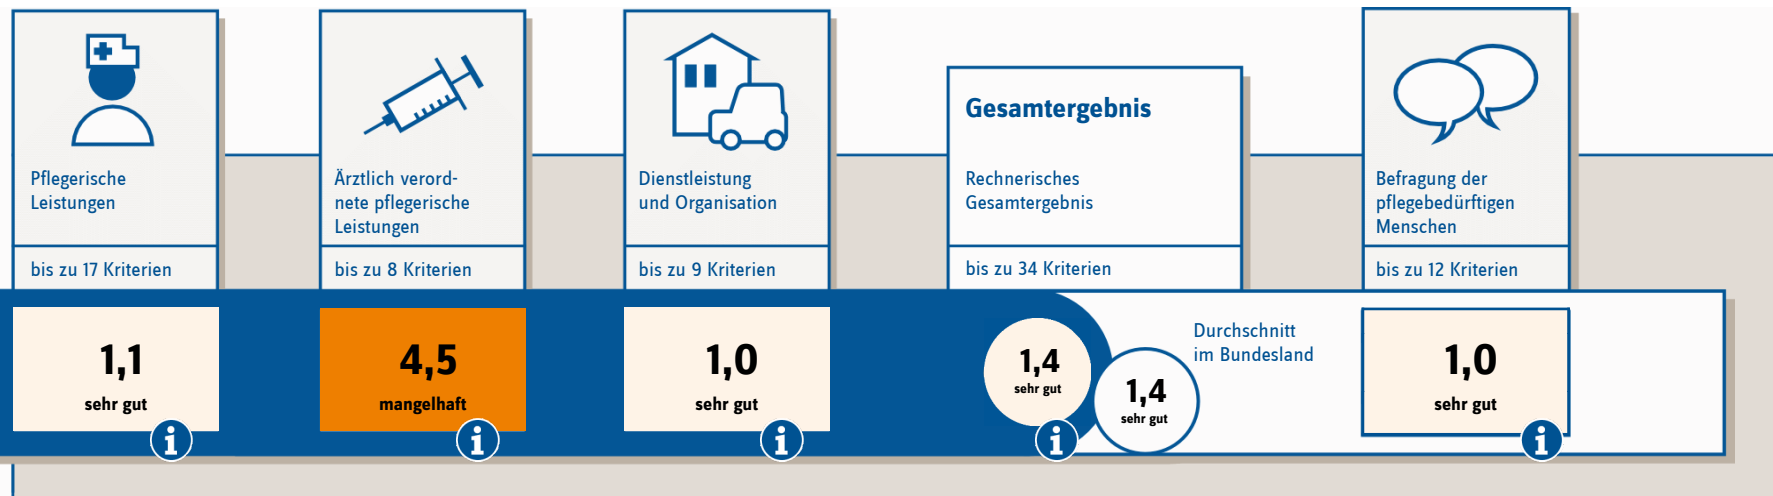 Pflegerische
Leistungen
bis zu 17 Kriterien
1,1
sehr gut
i
Ärztlich verord-
nete pflegerische
Leistungen
bis zu 8 Kriterien
4,5
mangelhaft
i
Dienstleistung
und Organisation
bis zu 9 Kriterien
1,0
sehr gut
i
Gesamtergebnis
Rechnerisches
Gesamtergebnis
bis zu 34 Kriterien
1,4
sehr gut
i
Durchschnitt
im Bundesland
1,4
sehr gut
Befragung der
pflegebedürftigen
Menschen
bis zu 12 Kriterien
1,0
sehr gut
i